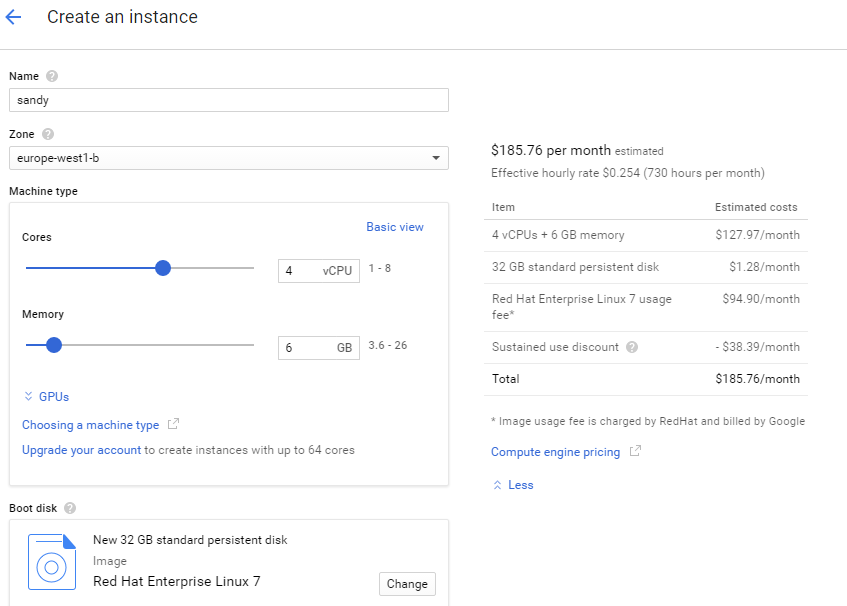 Create an instance
Name
sandy
Zone
europe-west1-b
Machine type
Basic view
Cores
4 vCPU 1 - 8
Memory
6 GB 3.6 - 26
GPUs
Choosing a machine type
Upgrade your account to create instances with up to 64 cores
Boot disk
New 32 GB standard persistent disk
Image
Red Hat Enterprise Linux 7
Change
$185.76 per month estimated
Effective hourly rate $0.254 (730 hours per month)
Item Estimated costs
4 vCPUs + 6 GB memory $127.97/month
32 GB standard persistent disk $1.28/month
Red Hat Enterprise Linux 7 usage $94.90/month
fee*
Sustained use discount - $38.39/month
Total $185.76/month
* Image usage fee is charged by RedHat and billed by Google
Compute engine pricing
Less